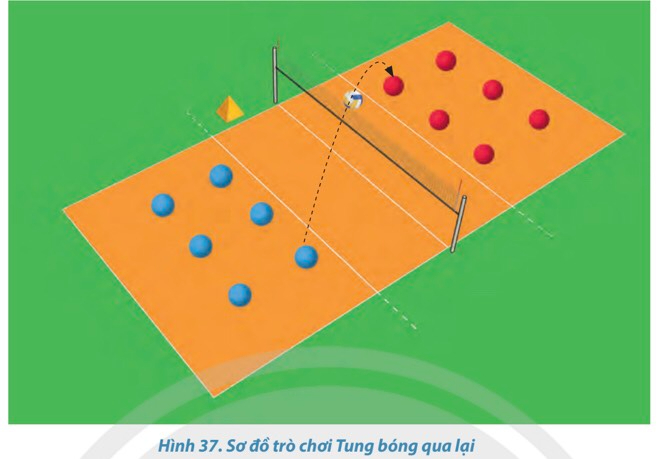 Hình 37. Sơ đồ trò chơi Tung bóng qua lại